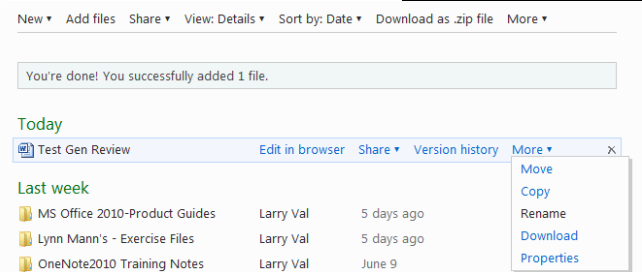 New ▾ Add files Share ▾ View: Details ▾ Sort by: Date ▾ Download as .zip file More ▾
You're done! You successfully added 1 file.
Today
Test Gen Review Edit in browser Share ▾ Version history More ▾ X
Move
Copy
Rename
Download
Properties
Last week
MS Office 2010-Product Guides Larry Val 5 days ago
Lynn Mann's - Exercise Files Larry Val 5 days ago
OneNote2010 Training Notes Larry Val June 9